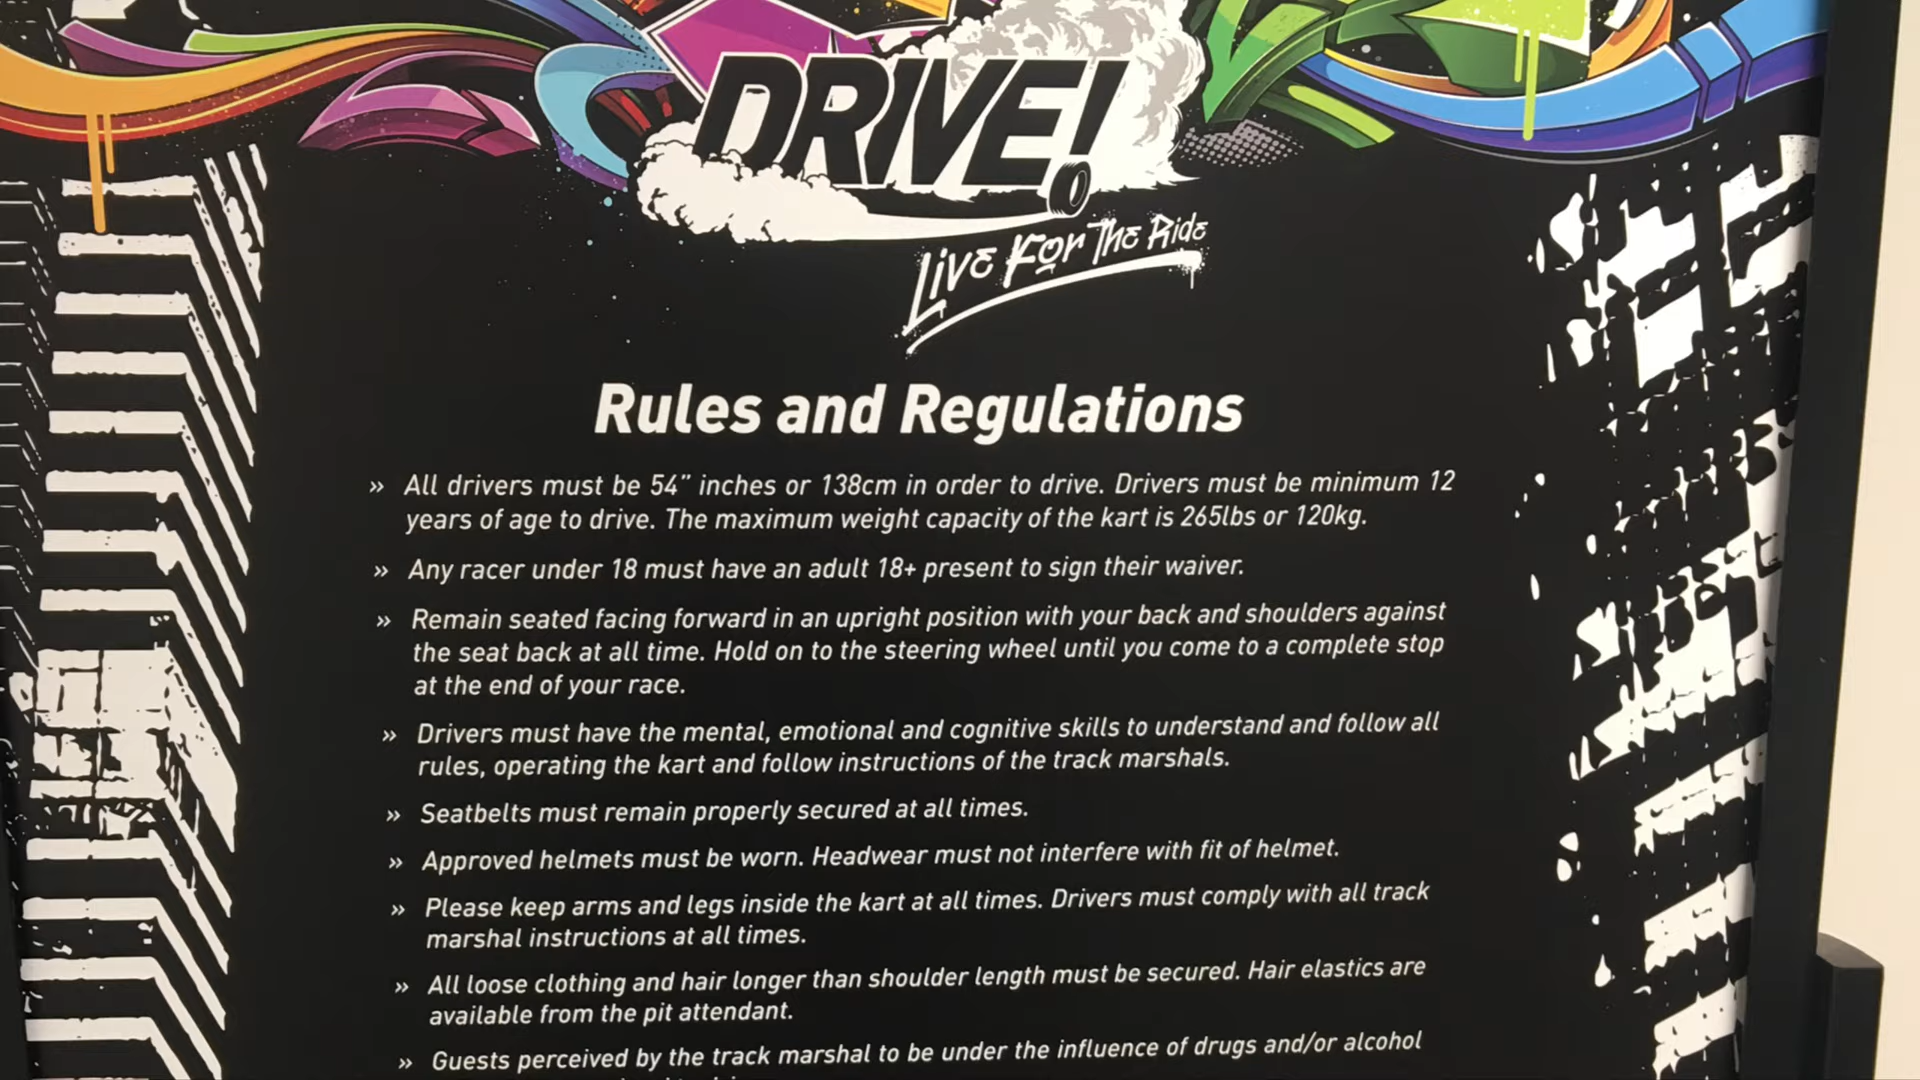 DRIVE!
Live For The Ride
Rules and Regulations
» All drivers must be 54” inches or 138cm in order to drive. Drivers must be minimum 12
years of age to drive. The maximum weight capacity of the kart is 265lbs or 120kg.
» Any racer under 18 must have an adult 18+ present to sign their waiver.
» Remain seated facing forward in an upright position with your back and shoulders against
the seat back at all time. Hold on to the steering wheel until you come to a complete stop
at the end of your race.
» Drivers must have the mental, emotional and cognitive skills to understand and follow all
rules, operating the kart and follow instructions of the track marshals.
» Seatbelts must remain properly secured at all times.
» Approved helmets must be worn. Headwear must not interfere with fit of helmet.
» Please keep arms and legs inside the kart at all times. Drivers must comply with all track
marshal instructions at all times.
» All loose clothing and hair longer than shoulder length must be secured. Hair elastics are
available from the pit attendant.
» Guests perceived by the track marshal to be under the influence of drugs and/or alcohol